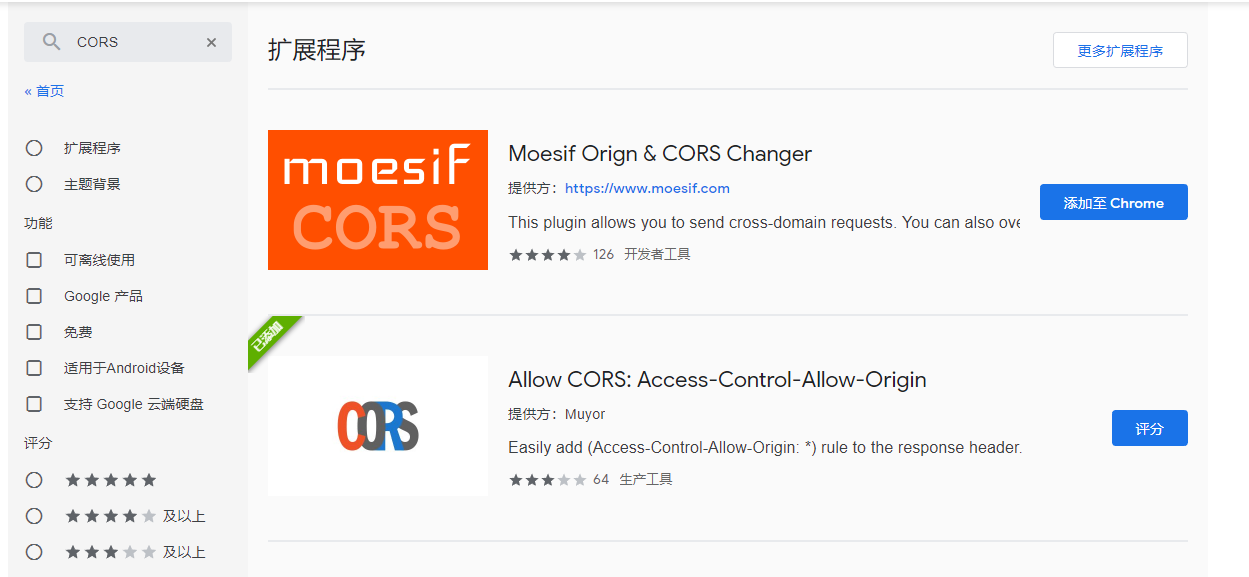 CORS
« 首页
扩展程序
主题背景
功能
可离线使用
Google 产品
免费
适用于Android设备
支持 Google 云端硬盘
评分
及以上
及以上
扩展程序
更多扩展程序
moesif
CORS
Moesif Orign & CORS Changer
提供方：https://www.moesif.com
This plugin allows you to send cross-domain requests. You can also ove
126 开发者工具
添加至 Chrome
已添加
CORS
Allow CORS: Access-Control-Allow-Origin
提供方：Muyor
Easily add (Access-Control-Allow-Origin: *) rule to the response header.
64 生产工具
评分